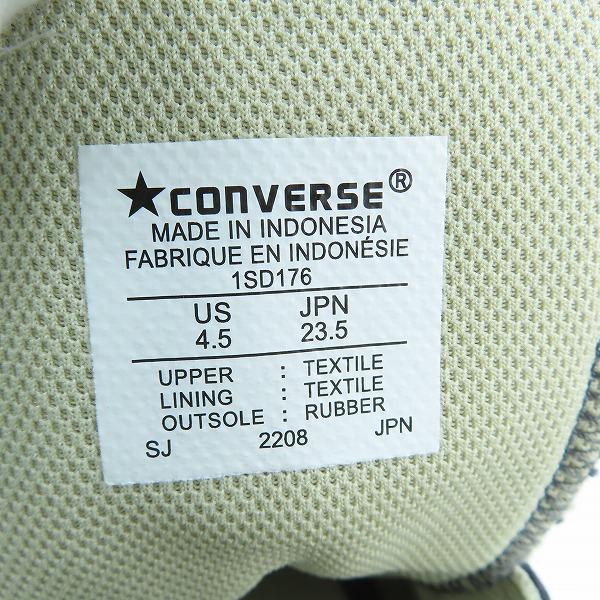 ★CONVERSE®
MADE IN INDONESIA
FABRIQUE EN INDONÉSIE
1SD176
US JPN
4.5 23.5
UPPER : TEXTILE
LINING : TEXTILE
OUTSOLE : RUBBER
SJ 2208 JPN